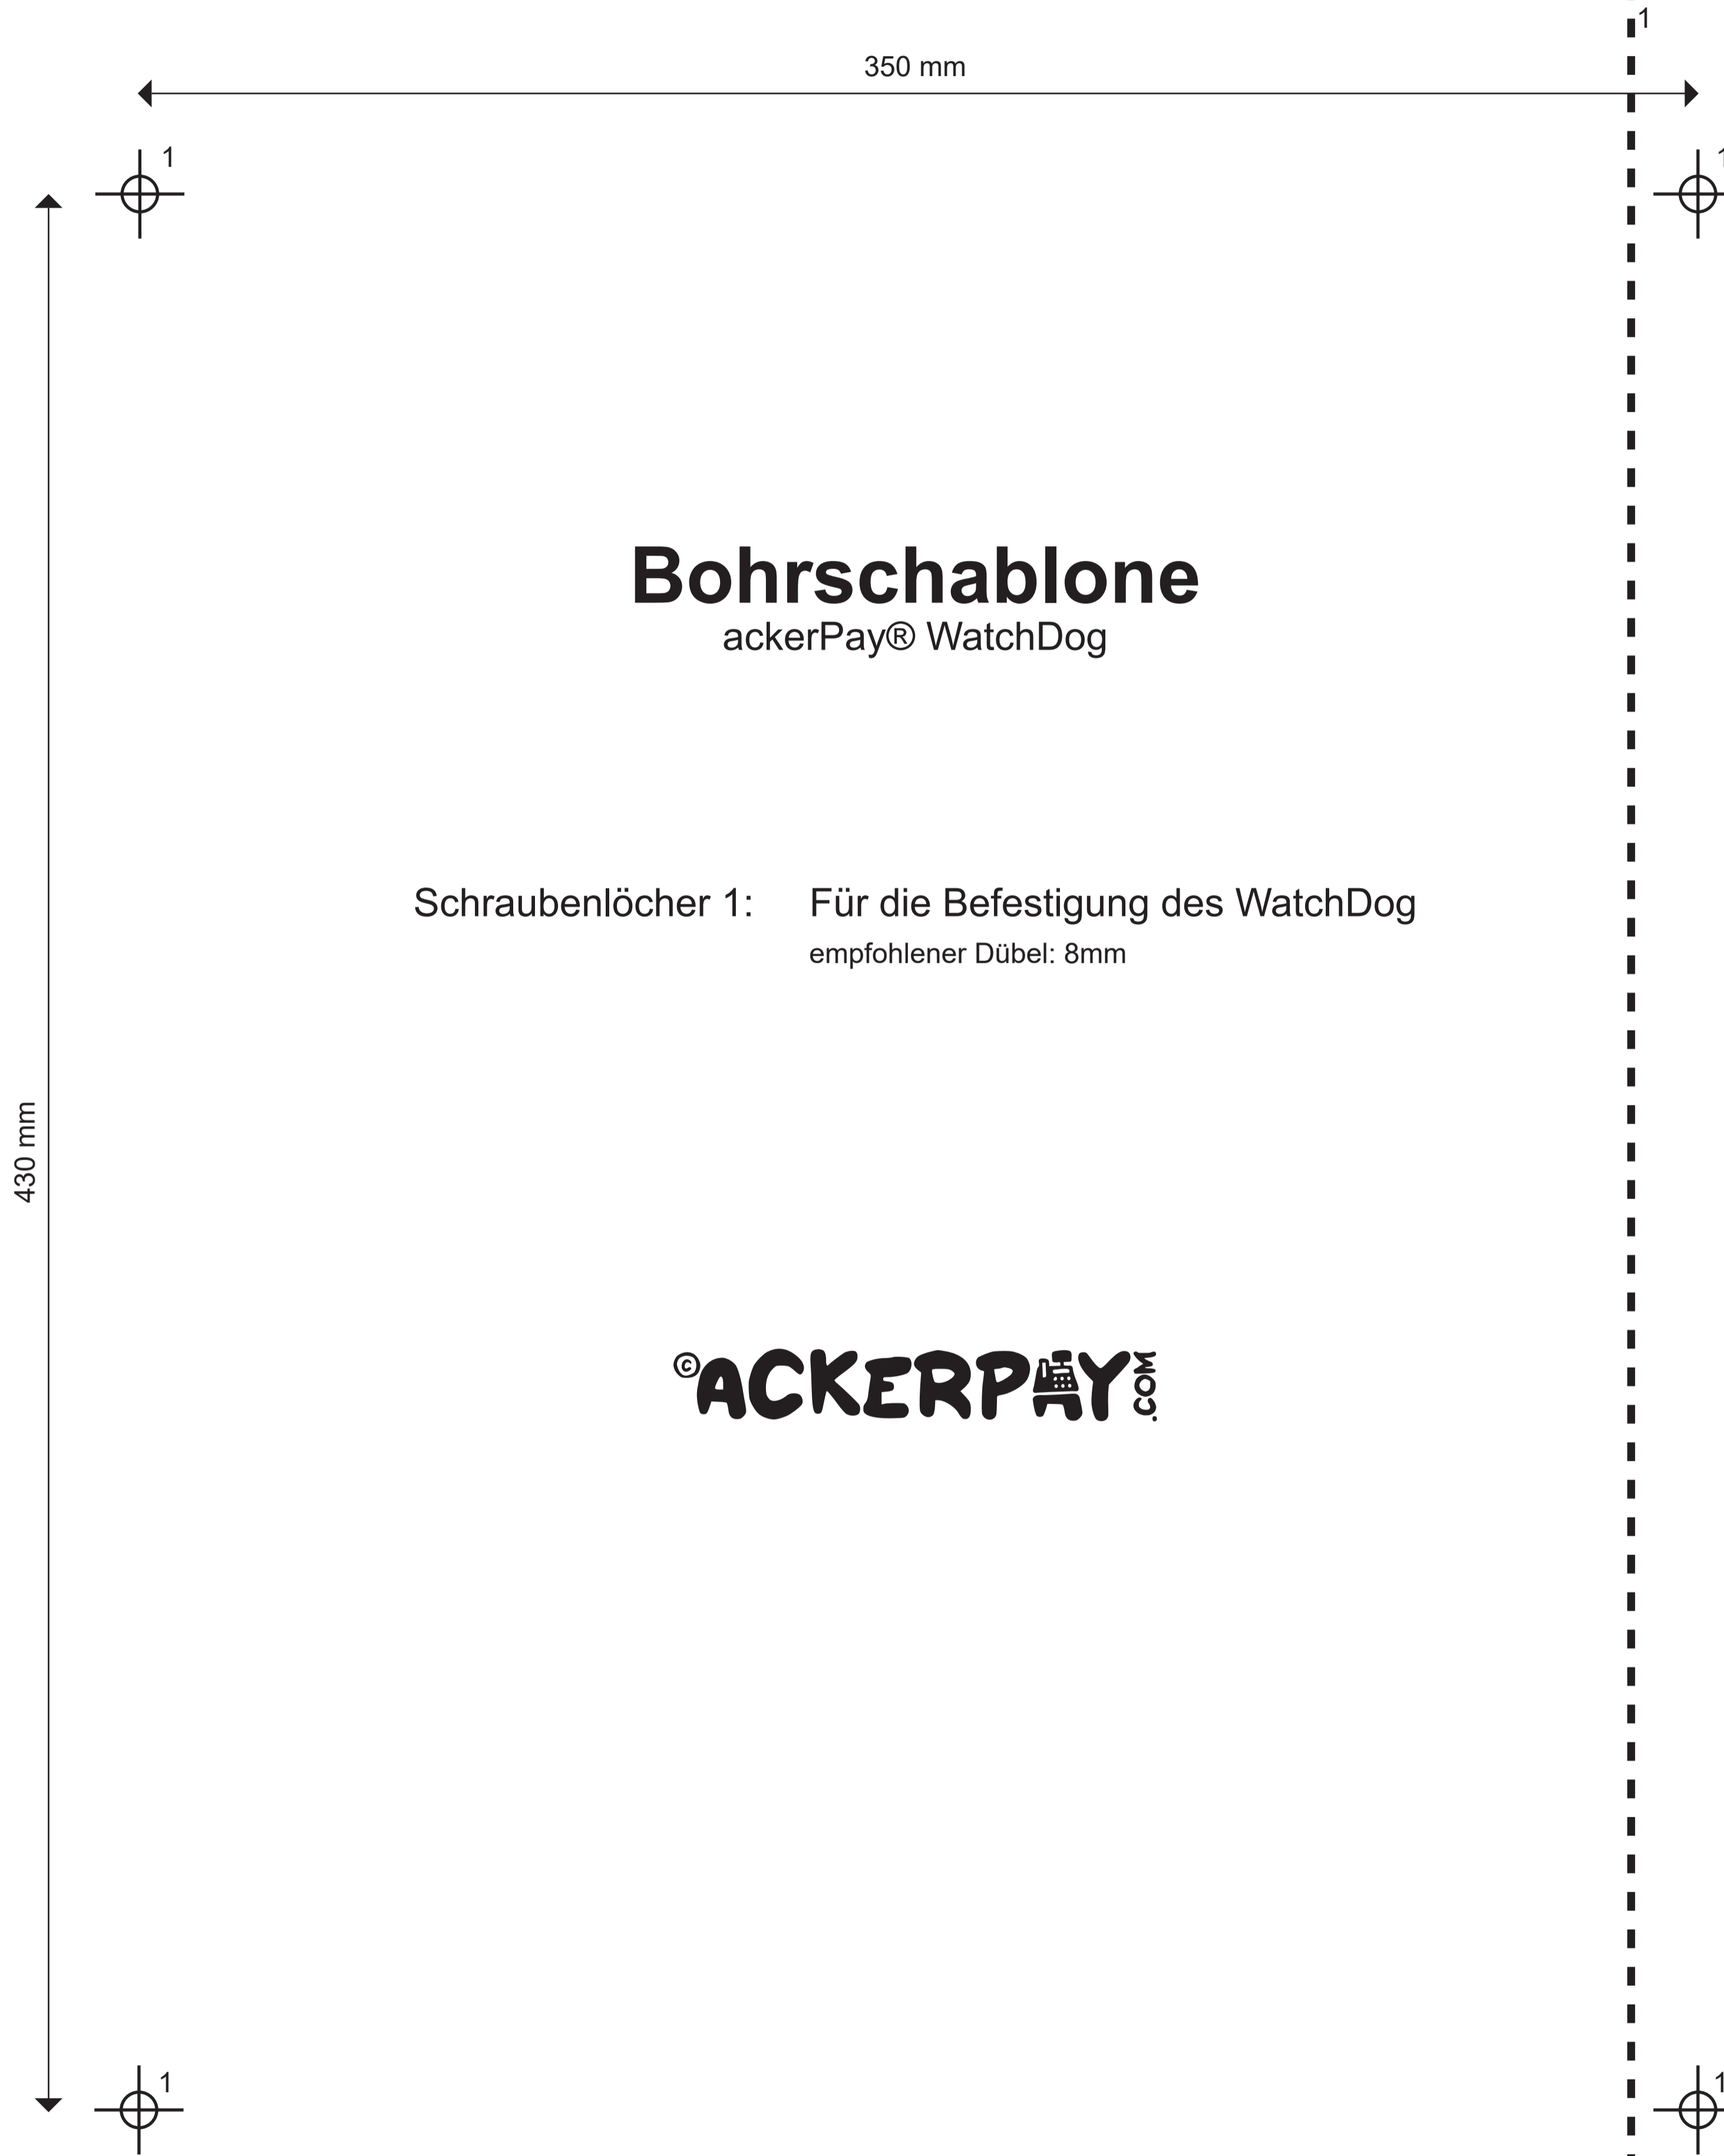 1
350 mm
1
1
Bohrschablone
ackerPay® WatchDog
Schraubenlöcher 1: Für die Befestigung des WatchDog
empfohlener Dübel: 8mm
430 mm
©ACKERPAY.com
1
1